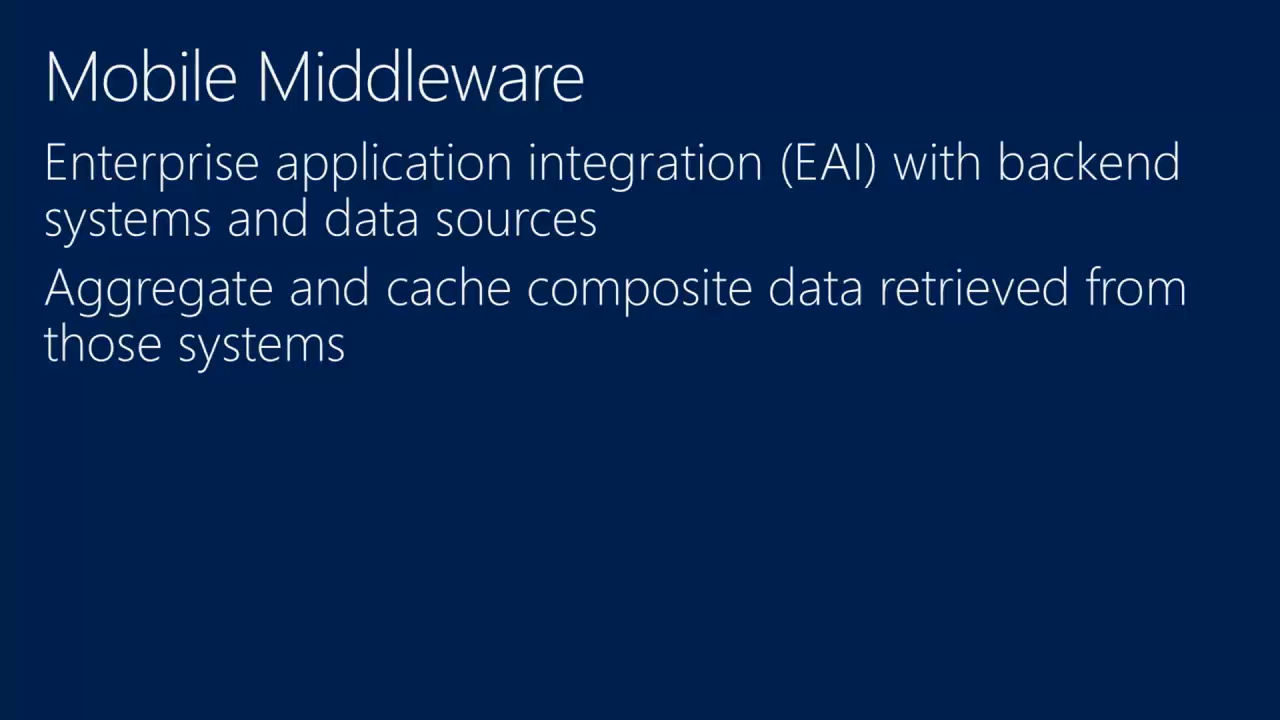 Mobile Middleware
Enterprise application integration (EAI) with backend
systems and data sources
Aggregate and cache composite data retrieved from
those systems